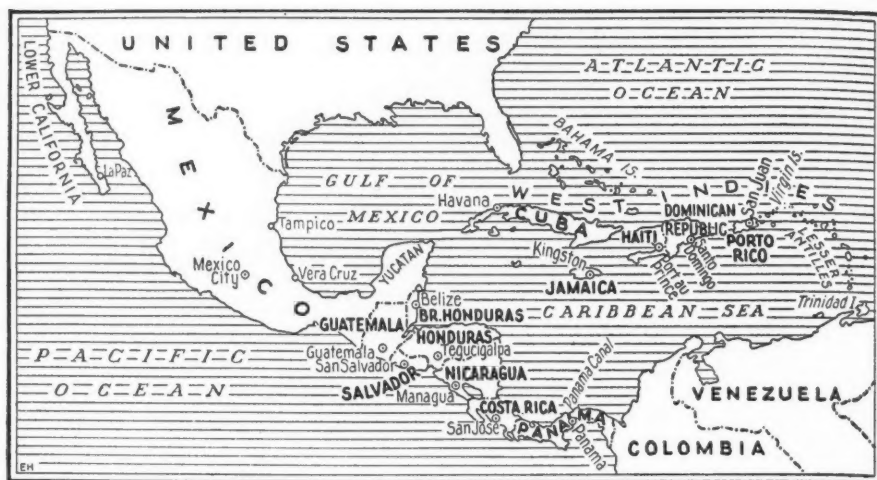 UNITED STATES
LOWER CALIFORNIA
MEXICO
ATLANTIC
OCEAN
BAHAMA IS.
La Paz
GULF OF
MEXICO
Tampico
Havana
WEST INDIES
CUBA
DOMINICAN
REPUBLIC
San Juan
Virgin Is.
HAITI
Santo
Domingo
PORTO
RICO
LESSER
ANTILLES
Mexico
City
Vera Cruz
YUCATAN
Kingston
Port au
Prince
JAMAICA
Belize
BR. HONDURAS
CARIBBEAN SEA
Trinidad I.
GUATEMALA
HONDURAS
Guatemala
Tegucigalpa
San Salvador
PACIFIC
OCEAN
SALVADOR
NICARAGUA
Managua
Panama Canal
VENEZUELA
COSTA RICA
San José
PANAMA
Panama
COLOMBIA
EH